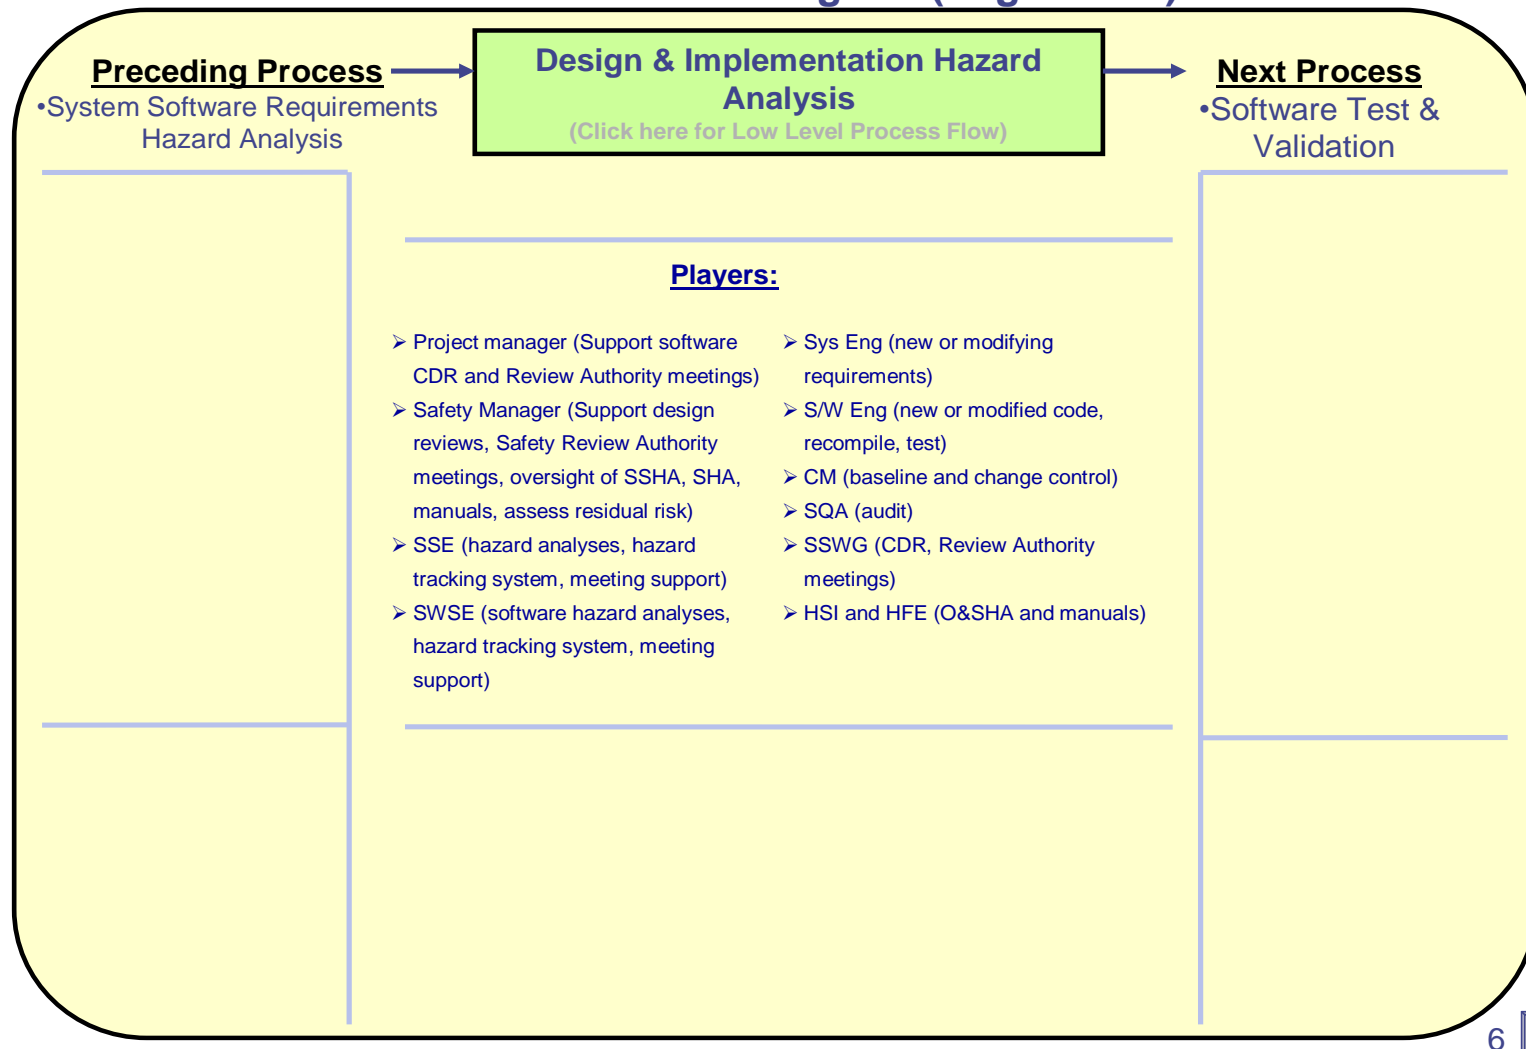 Preceding Process
•System Software Requirements
Hazard Analysis
Design & Implementation Hazard
Analysis
(Click here for Low Level Process Flow)
Next Process
•Software Test &
Validation
Players:
➢ Project manager (Support software
CDR and Review Authority meetings)
➢ Safety Manager (Support design
reviews, Safety Review Authority
meetings, oversight of SSHA, SHA,
manuals, assess residual risk)
➢ SSE (hazard analyses, hazard
tracking system, meeting support)
➢ SWSE (software hazard analyses,
hazard tracking system, meeting
support)
➢ Sys Eng (new or modifying
requirements)
➢ S/W Eng (new or modified code,
recompile, test)
➢ CM (baseline and change control)
➢ SQA (audit)
➢ SSWG (CDR, Review Authority
meetings)
➢ HSI and HFE (O&SHA and manuals)
6